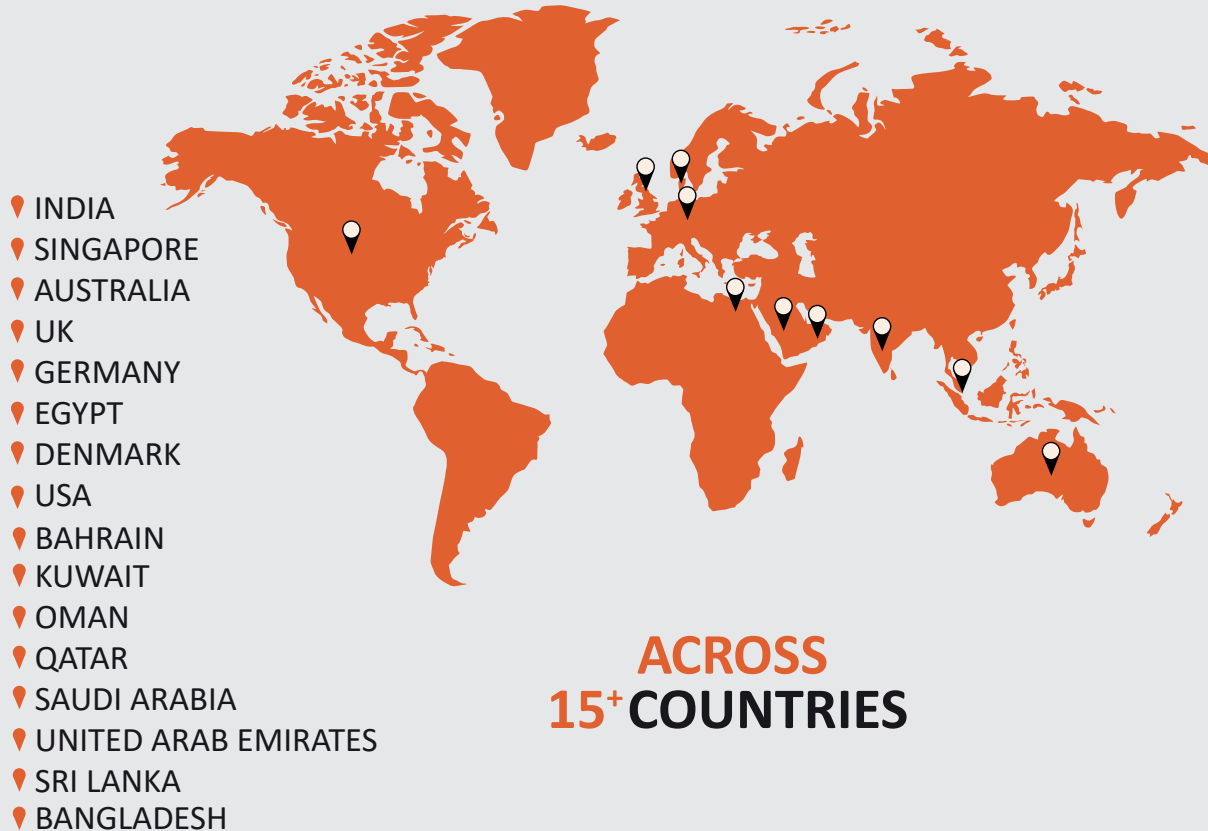 INDIA
SINGAPORE
AUSTRALIA
UK
GERMANY
EGYPT
DENMARK
USA
BAHRAIN
KUWAIT
OMAN
QATAR
SAUDI ARABIA
UNITED ARAB EMIRATES
SRI LANKA
BANGLADESH
ACROSS
15+ COUNTRIES